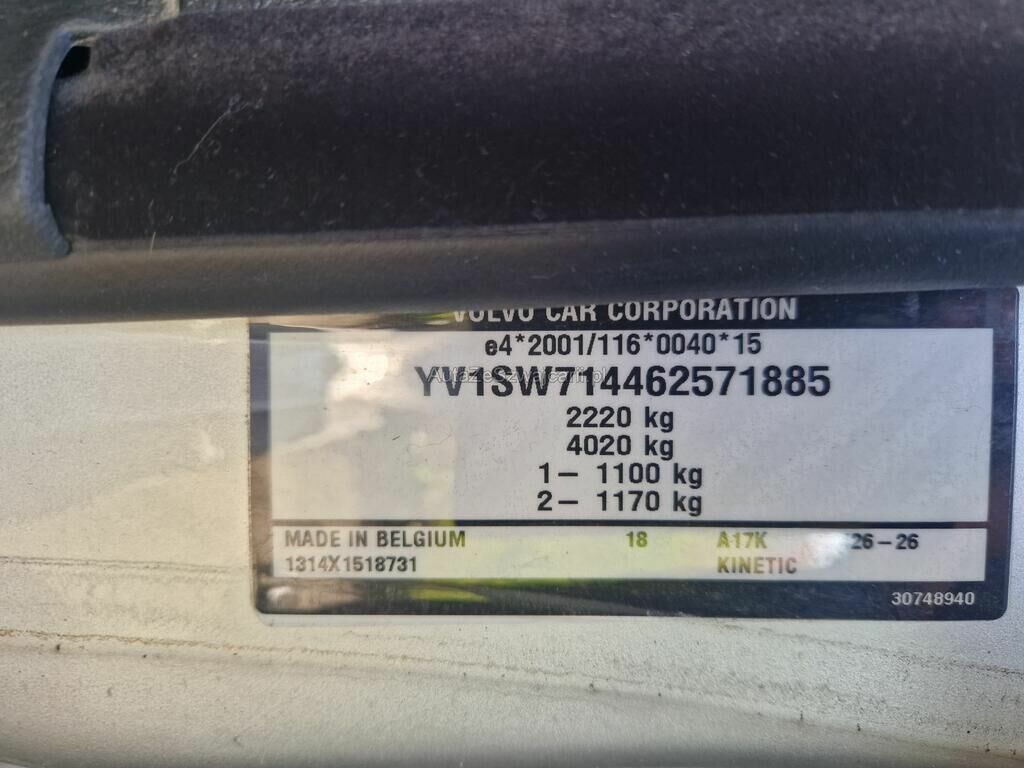 VOLVO CAR CORPORATION
e4*2001/116*0040*15
YV1SW714462571885
2220 kg
4020 kg
1– 1100 kg
2– 1170 kg
MADE IN BELGIUM 18 A17K 26–26
1314X1518731 KINETIC
30748940